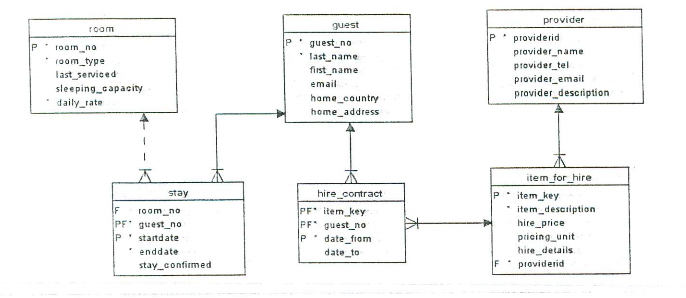 room
P * room_no
* room_type
last_serviced
sleeping_capacity
* daily_rate
guest
P * guest_no
* last_name
first_name
email
home_country
home_address
provider
P * providerid
provider_name
provider_tel
provider_email
provider_description
stay
F * room_no
PF* guest_no
P * startdate
* enddate
stay_confirmed
hire_contract
PF* item_key
PF* guest_no
P * date_from
date_to
item_for_hire
P * item_key
* item_description
hire_price
pricing_unit
hire_details
F * providerid